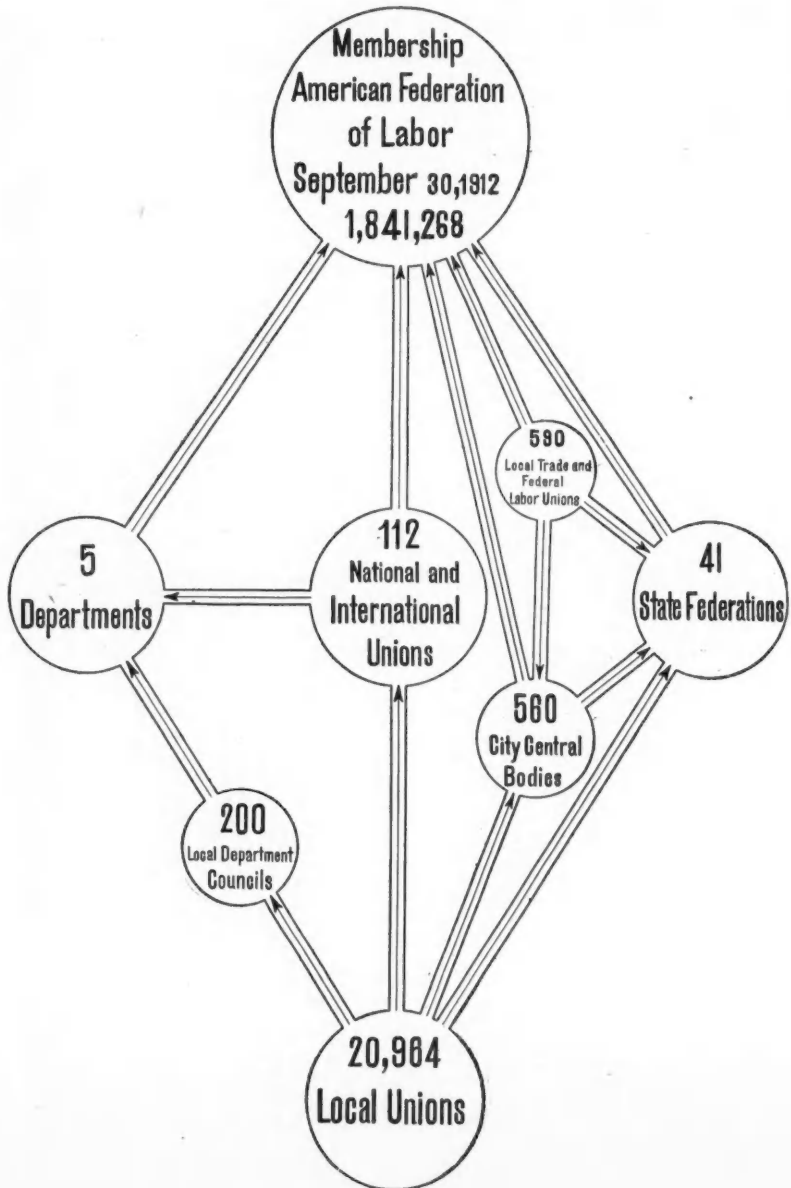 Membership
American Federation
of Labor
September 30,1912
1,841,268
590
Local Trade and
Federal
Labor Unions
5
Departments
112
National and
International
Unions
41
State Federations
560
City Central
Bodies
200
Local Department
Councils
20,964
Local Unions